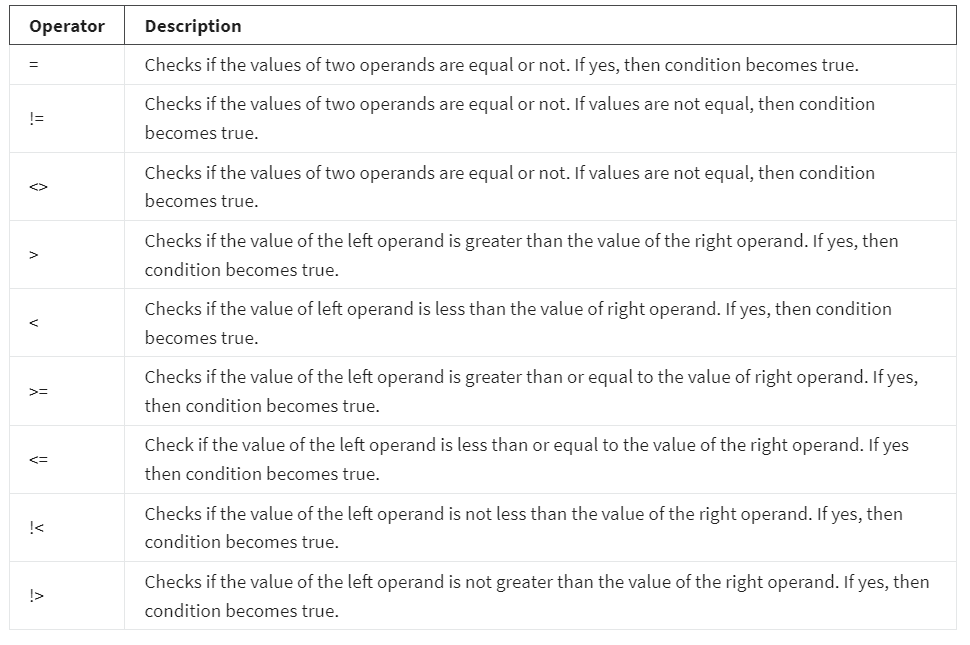 Operator Description
= Checks if the values of two operands are equal or not. If yes, then condition becomes true.
!= Checks if the values of two operands are equal or not. If values are not equal, then condition
becomes true.
<> Checks if the values of two operands are equal or not. If values are not equal, then condition
becomes true.
> Checks if the value of the left operand is greater than the value of the right operand. If yes, then
condition becomes true.
< Checks if the value of left operand is less than the value of right operand. If yes, then condition
becomes true.
>= Checks if the value of the left operand is greater than or equal to the value of right operand. If yes,
then condition becomes true.
<= Check if the value of the left operand is less than or equal to the value of the right operand. If yes
then condition becomes true.
!< Checks if the value of the left operand is not less than the value of the right operand. If yes, then
condition becomes true.
!> Checks if the value of the left operand is not greater than the value of the right operand. If yes, then
condition becomes true.